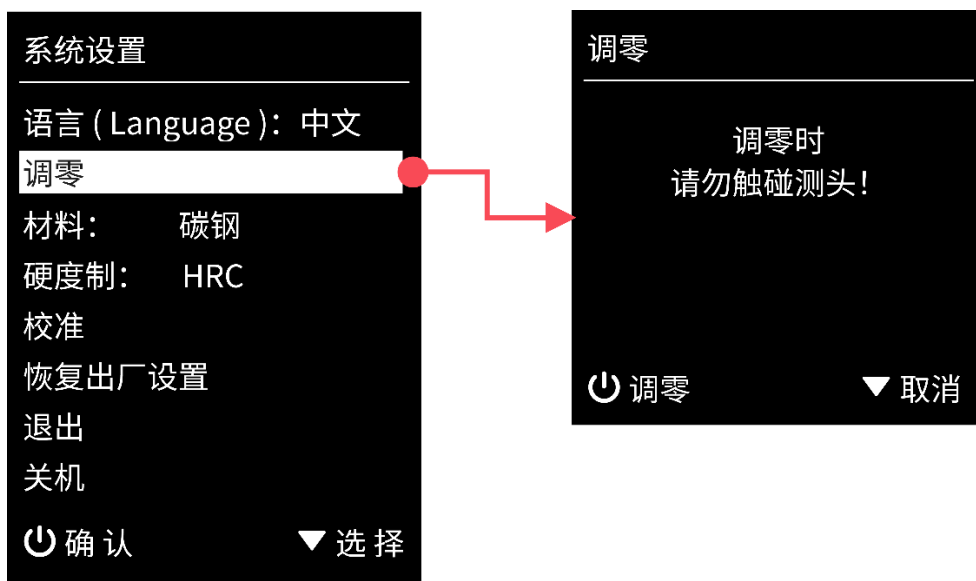 系统设置
语言 ( Language )：中文
调零
材料： 碳钢
硬度制： HRC
校准
恢复出厂设置
退出
关机
确 认 选 择
调零
调零时
请勿触碰测头！
调零 取消